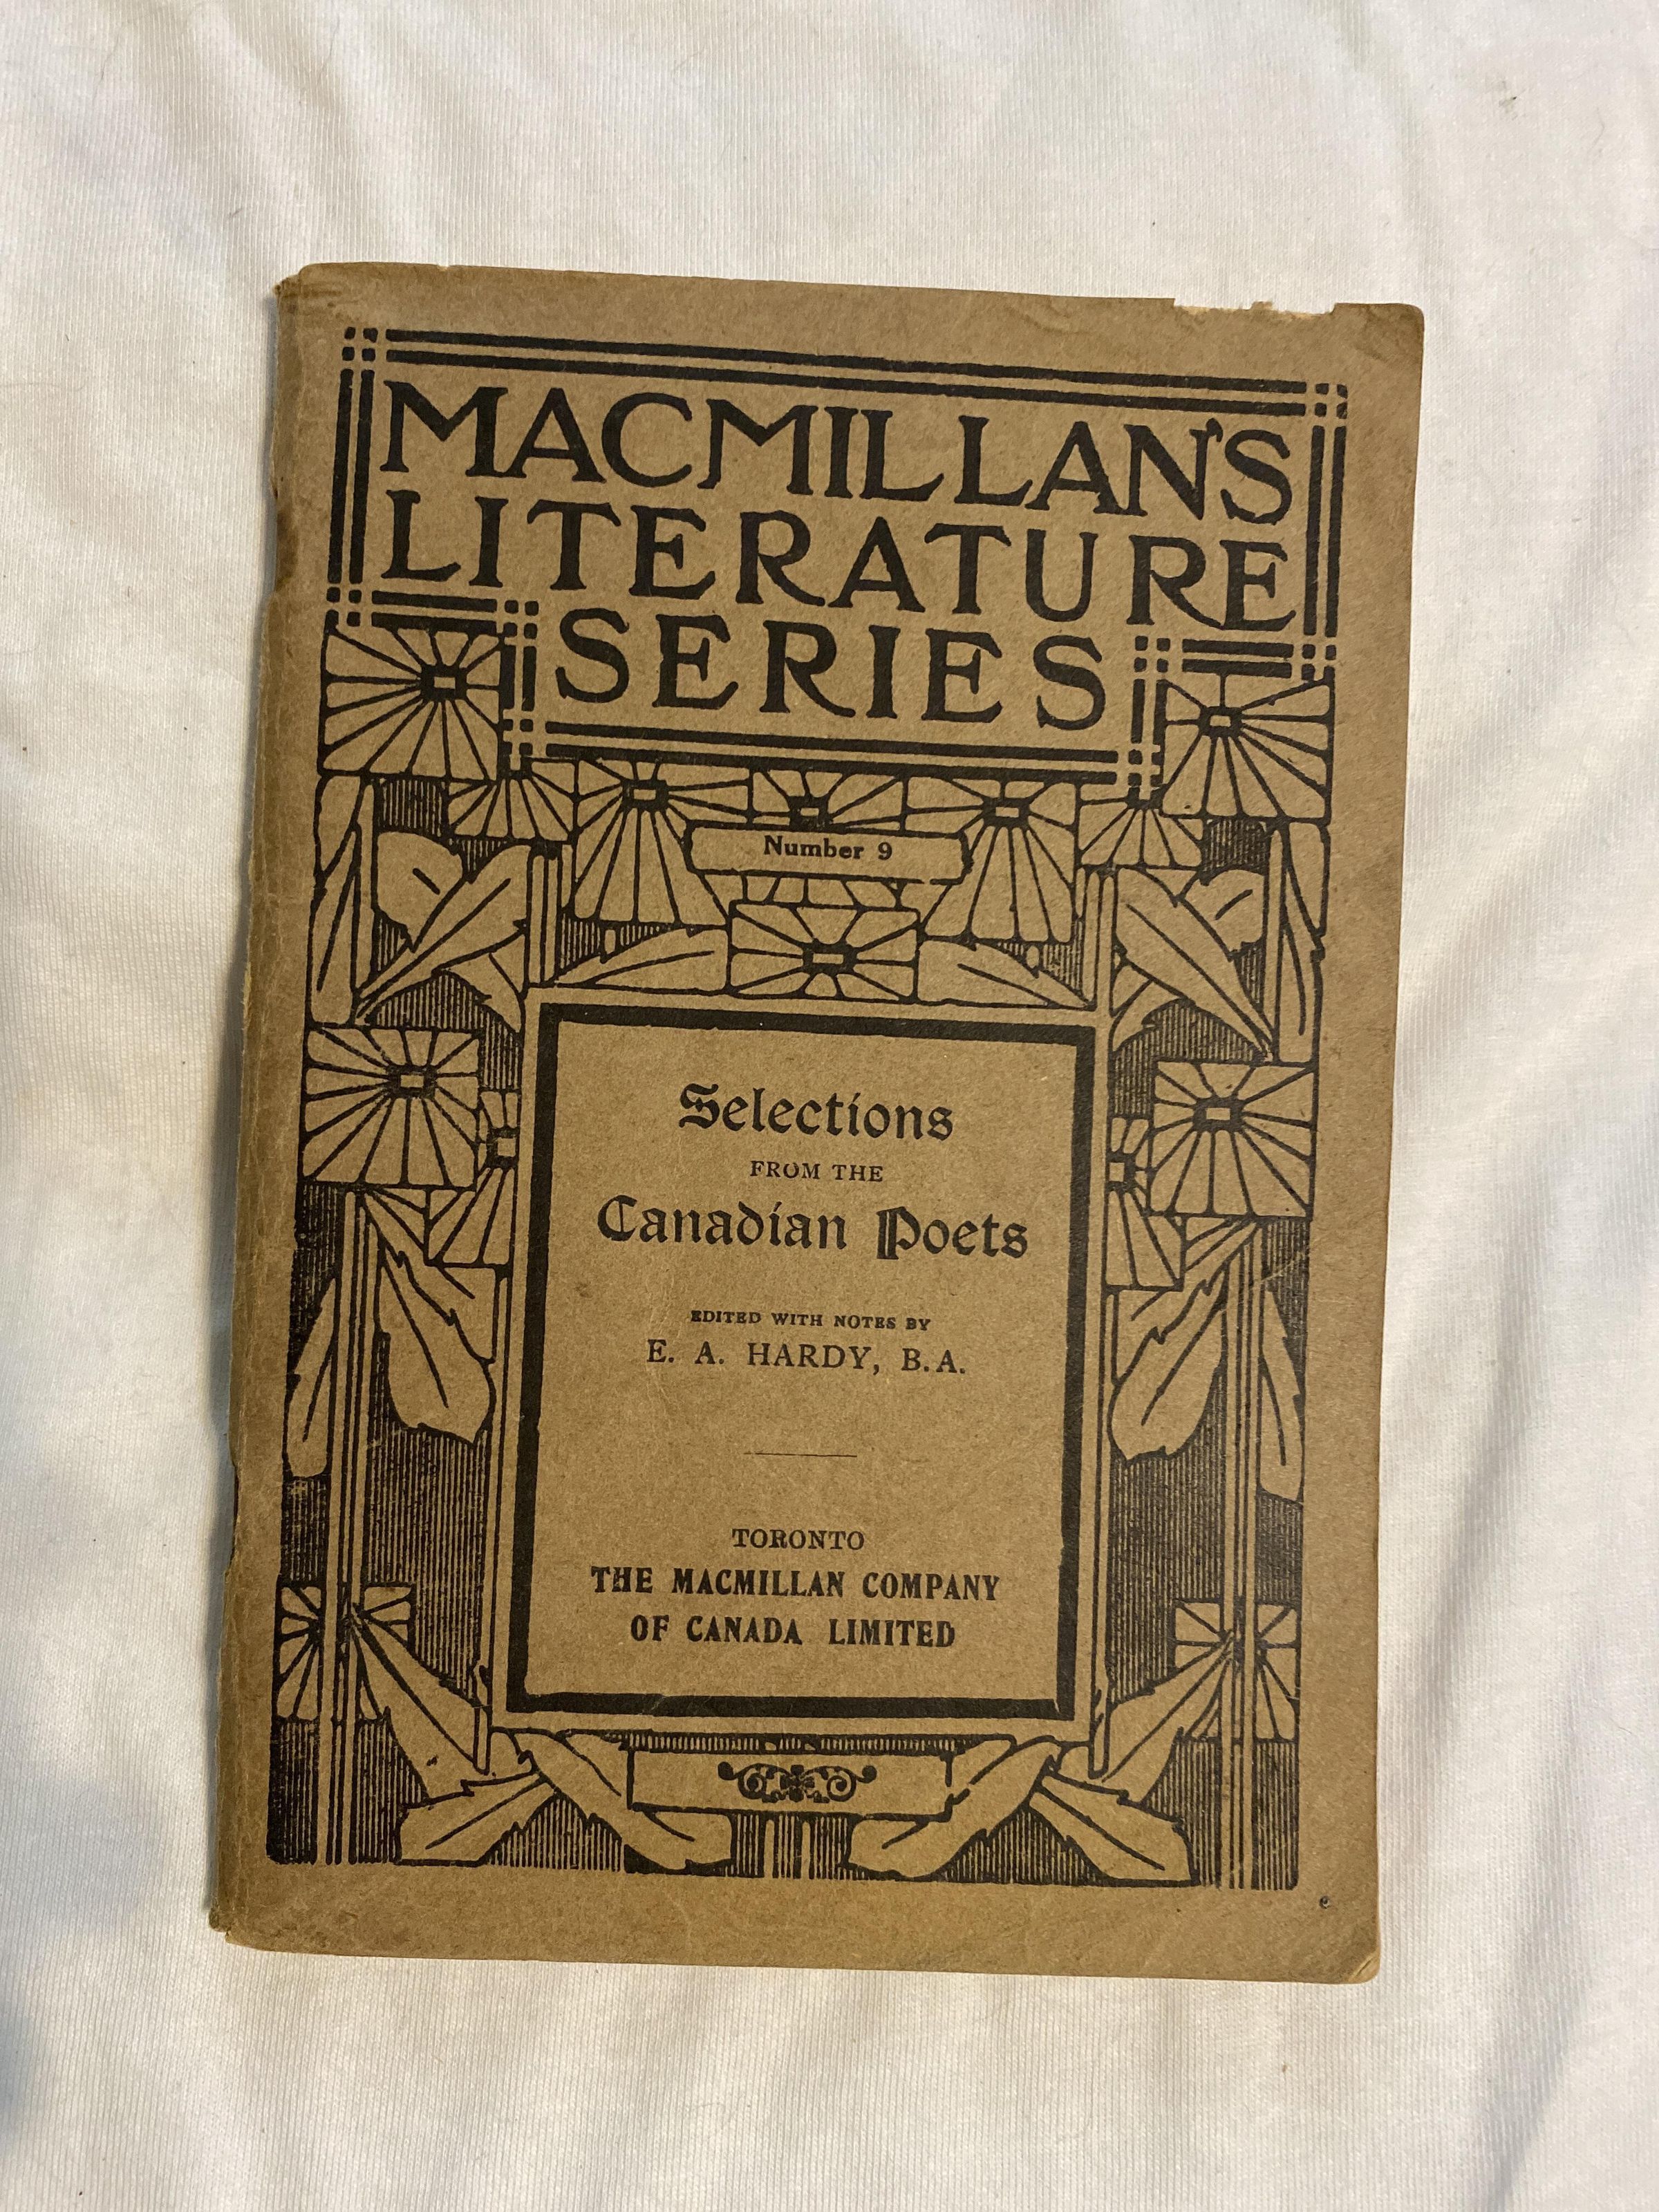 MACMILLAN'S
LITERATURE
SERIES
Number 9
Selections
FROM THE
Canadian Poets
EDITED WITH NOTES BY
E. A. HARDY, B.A.
TORONTO
THE MACMILLAN COMPANY
OF CANADA LIMITED